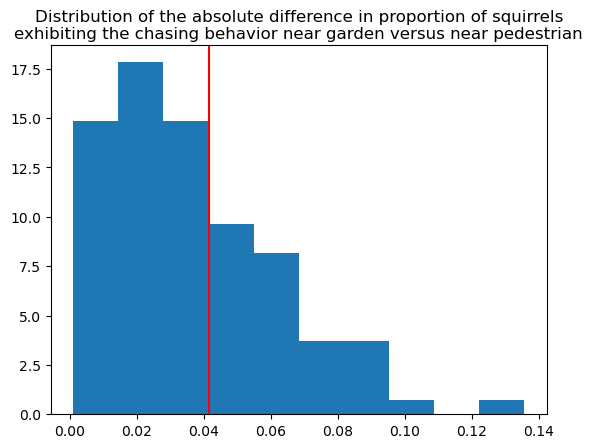 Distribution of the absolute difference in proportion of squirrels
exhibiting the chasing behavior near garden versus near pedestrian
17.5
15.0
12.5
10.0
7.5
5.0
2.5
0.0
0.00 0.02 0.04 0.06 0.08 0.10 0.12 0.14